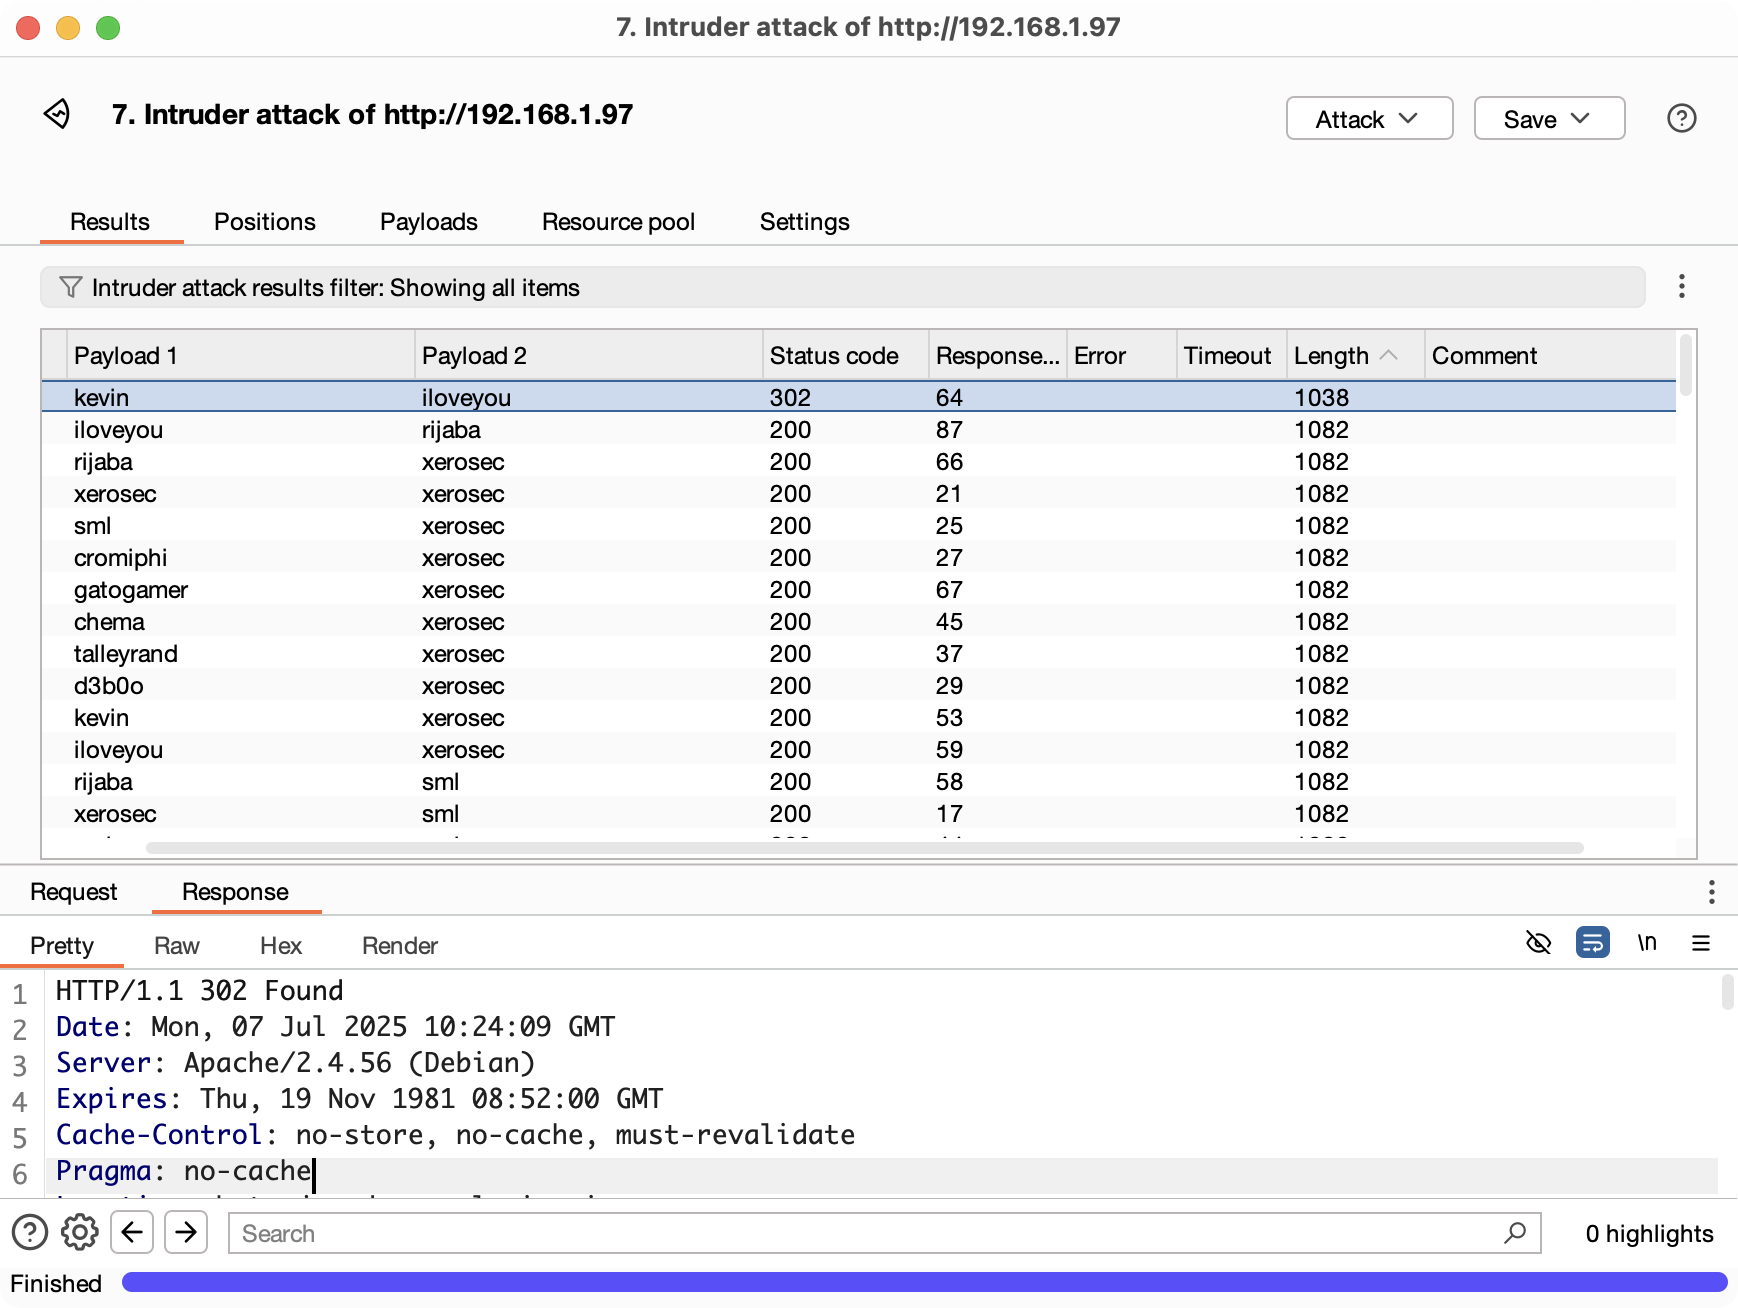 7. Intruder attack of http://192.168.1.97
7. Intruder attack of http://192.168.1.97
Attack
Save
Results Positions Payloads Resource pool Settings
Intruder attack results filter: Showing all items
Payload 1 Payload 2 Status code Response... Error Timeout Length Comment
kevin iloveyou 302 64 1038
iloveyou rijaba 200 87 1082
rijaba xerosec 200 66 1082
xerosec xerosec 200 21 1082
sml xerosec 200 25 1082
cromiphi xerosec 200 27 1082
gatogamer xerosec 200 67 1082
chema xerosec 200 45 1082
talleyrand xerosec 200 37 1082
d3b0o xerosec 200 29 1082
kevin xerosec 200 53 1082
iloveyou xerosec 200 59 1082
rijaba sml 200 58 1082
xerosec sml 200 17 1082
Request Response
Pretty Raw Hex Render \n
1 HTTP/1.1 302 Found
2 Date: Mon, 07 Jul 2025 10:24:09 GMT
3 Server: Apache/2.4.56 (Debian)
4 Expires: Thu, 19 Nov 1981 08:52:00 GMT
5 Cache-Control: no-store, no-cache, must-revalidate
6 Pragma: no-cache
Search
0 highlights
Finished